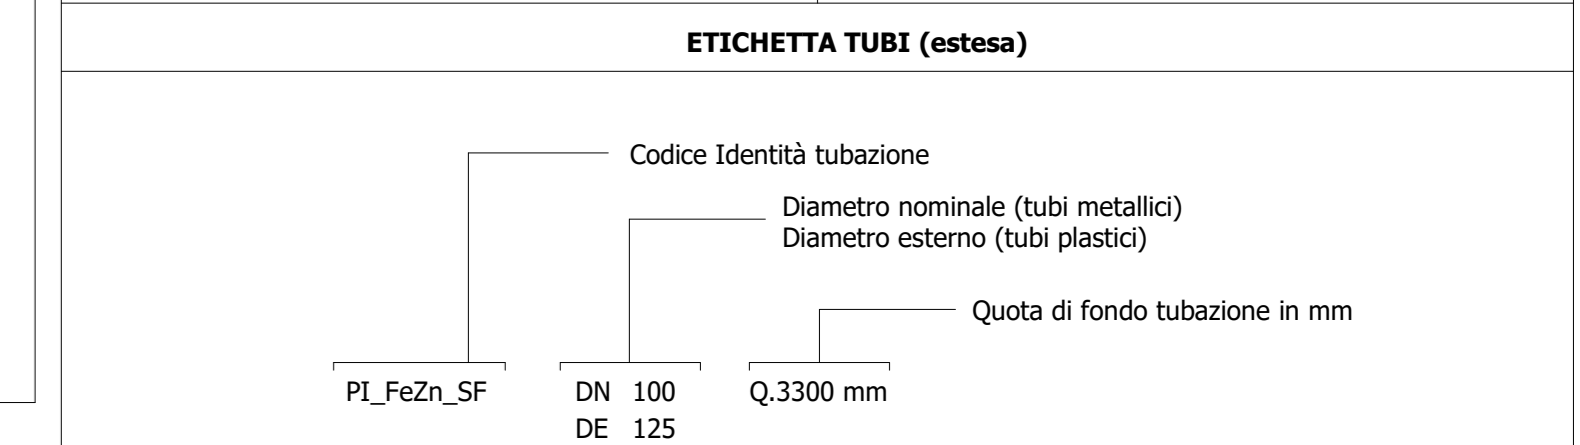 ETICHETTA TUBI (estesa)
Codice Identità tubazione
Diametro nominale (tubi metallici)
Diametro esterno (tubi plastici)
Quota di fondo tubazione in mm
PI_FeZn_SF DN 100 Q.3300 mm
DE 125